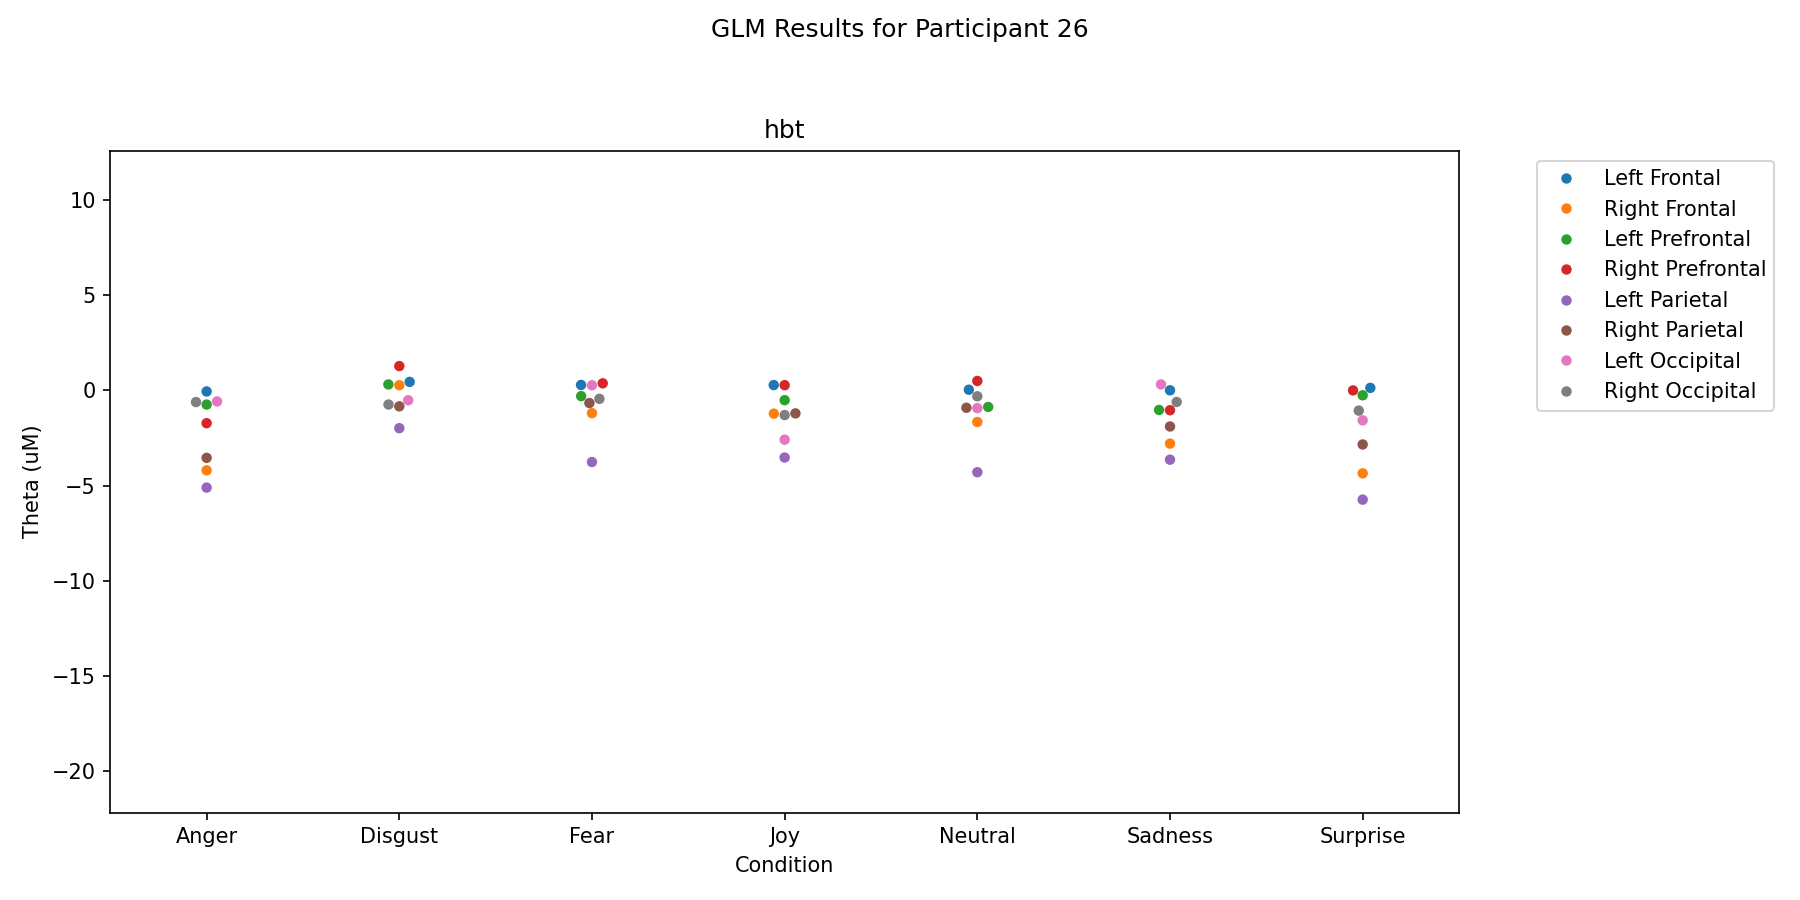 GLM Results for Participant 26
hbt
10
5
0
−5
−10
−15
−20
Theta (uM)
Anger
Disgust
Fear
Joy
Neutral
Sadness
Surprise
Condition
Left Frontal
Right Frontal
Left Prefrontal
Right Prefrontal
Left Parietal
Right Parietal
Left Occipital
Right Occipital